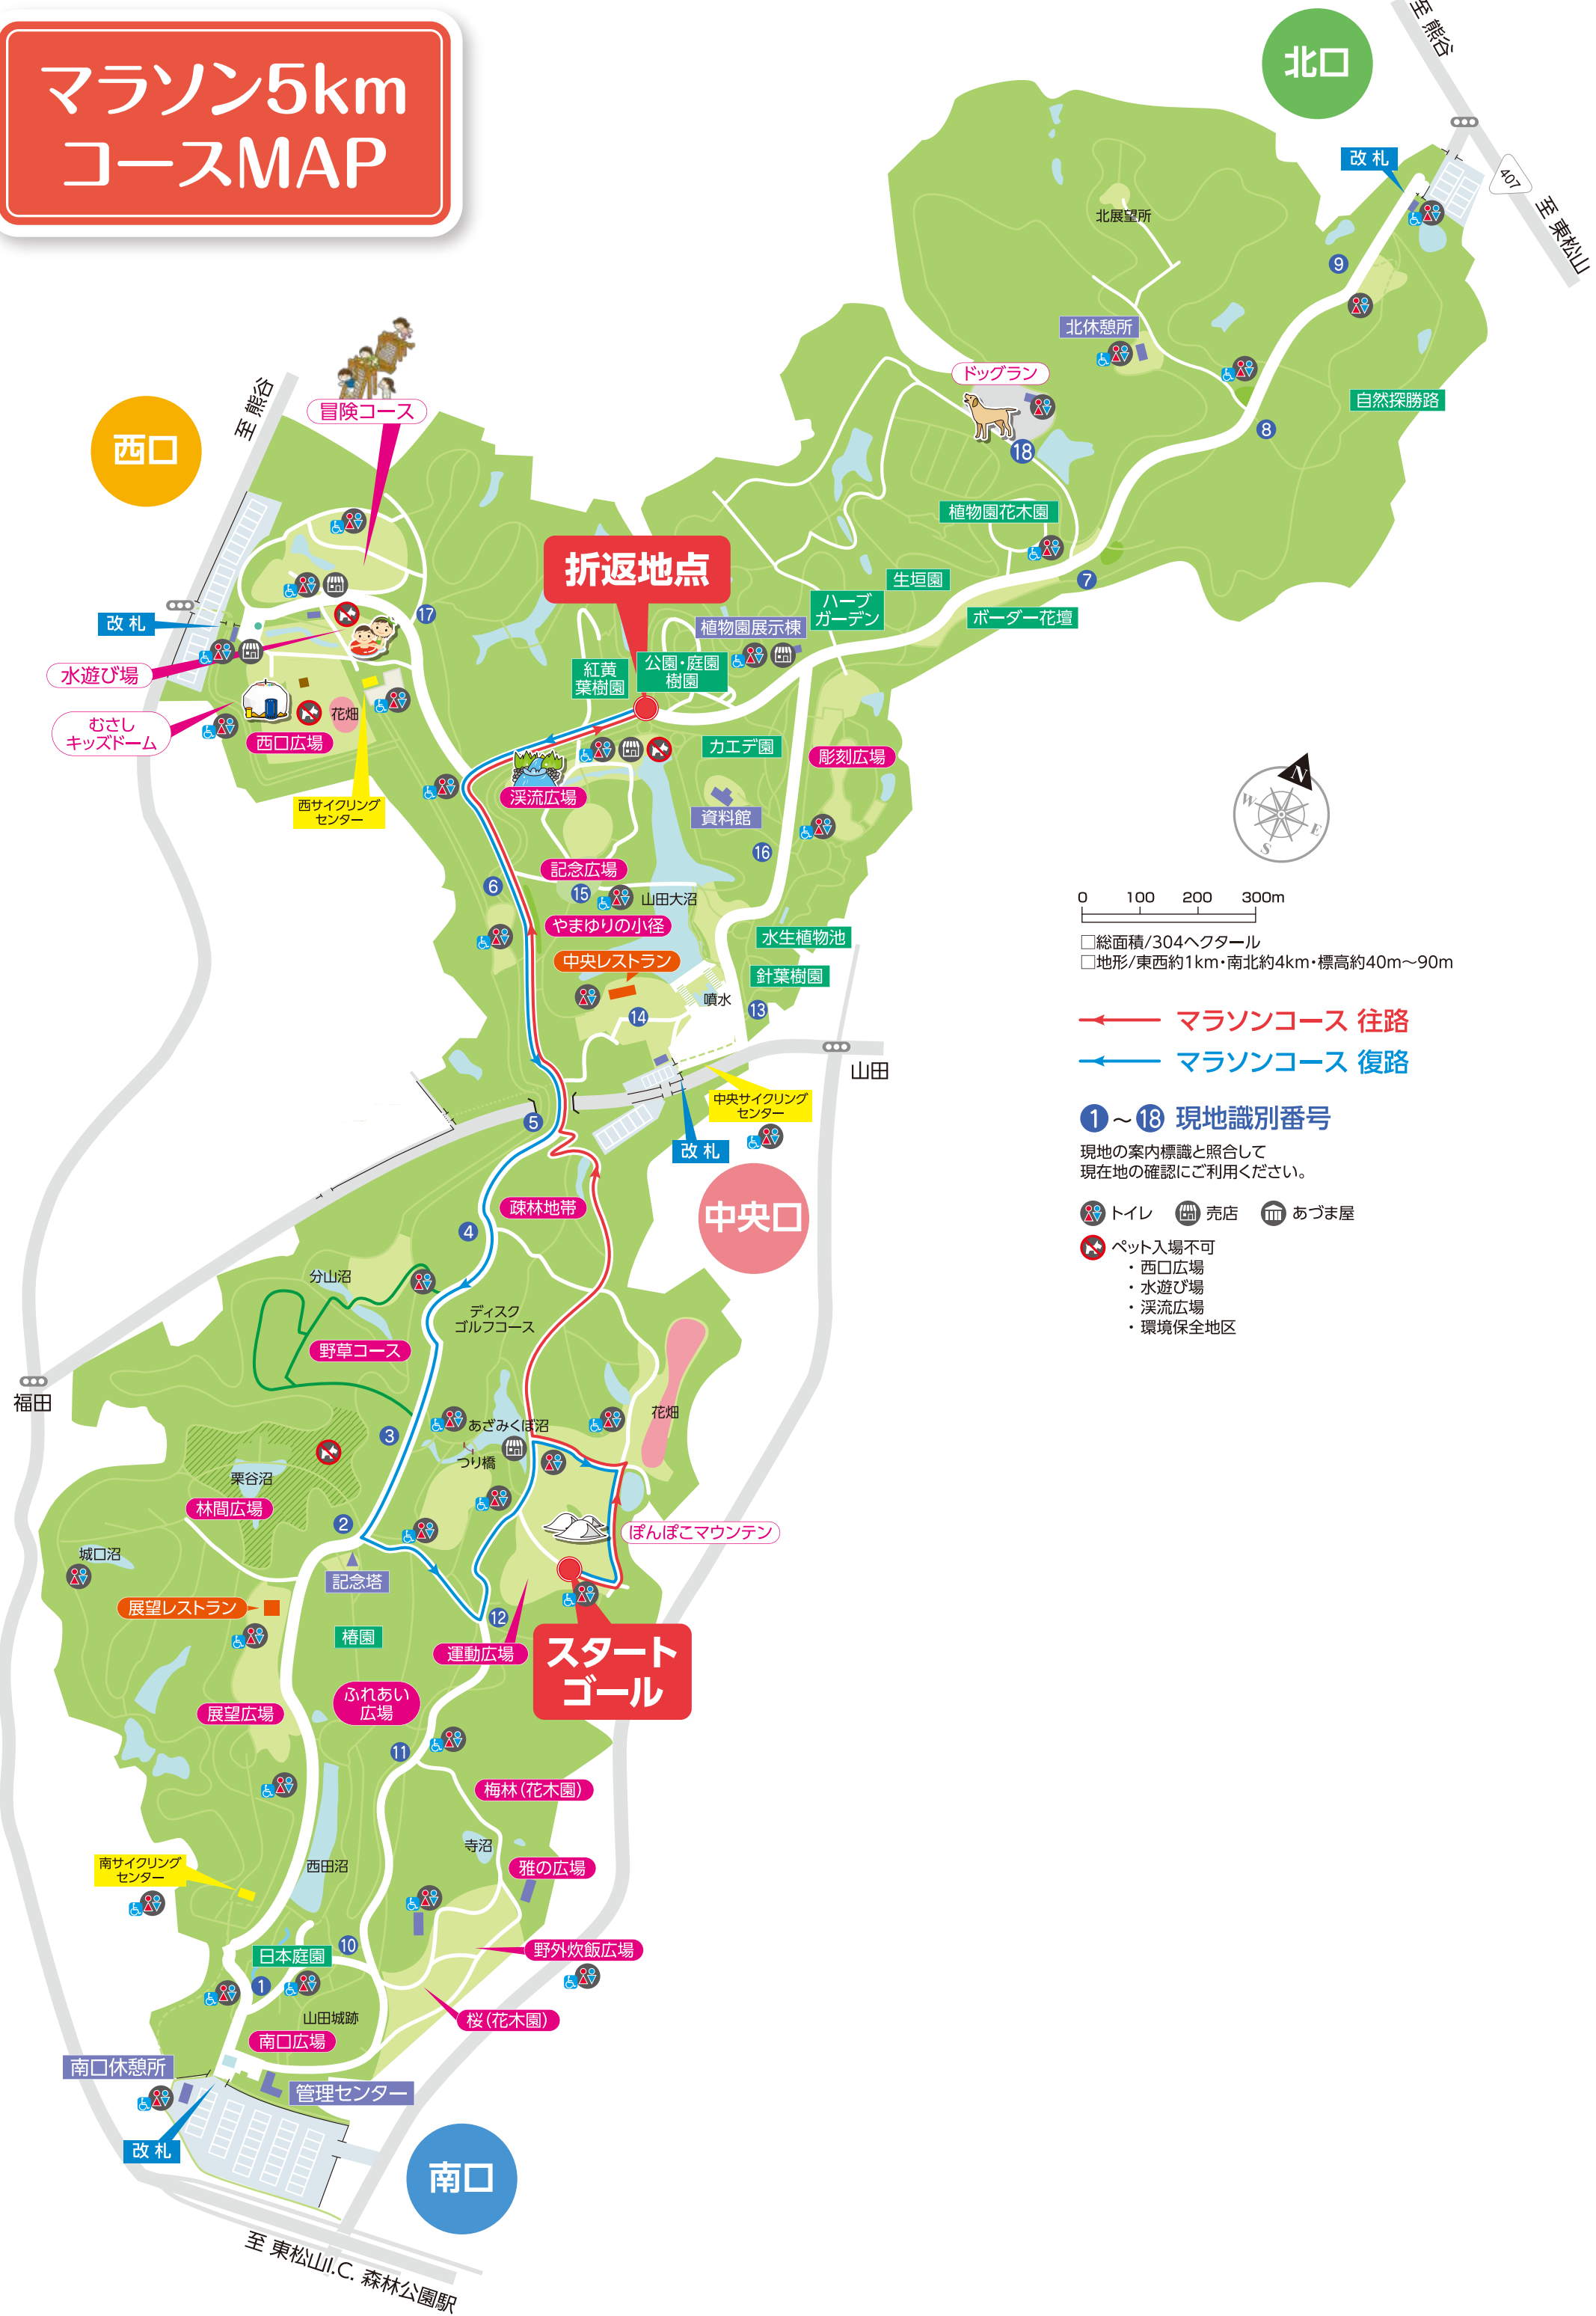 マラソン5km
コースMAP
北口
至 熊谷
改 札
407
至 東松山
北展望所
9
北休憩所
ドッグラン
自然探勝路
8
18
植物園花木園
7
生垣園
ハーブ
ガーデン
ボーダー花壇
植物園展示棟
西口
至 熊谷
冒険コース
改 札
17
水遊び場
むさし
キッズドーム
花畑
西口広場
西サイクリング
センター
折返地点
紅黄
葉樹園
公園・庭園
樹園
カエデ園
彫刻広場
渓流広場
資料館
16
記念広場
6
15
山田大沼
やまゆりの小径
水生植物池
中央レストラン
針葉樹園
噴水
14
13
山田
中央サイクリング
センター
5
改 札
中央口
疎林地帯
4
分山沼
ディスク
ゴルフコース
野草コース
福田
花畑
3
あざみくぼ沼
つり橋
栗谷沼
林間広場
2
ぽんぽこマウンテン
城口沼
記念塔
展望レストラン
12
椿園
運動広場
スタート
ゴール
ふれあい
広場
展望広場
11
梅林(花木園)
寺沼
南サイクリング
センター
西田沼
雅の広場
10
日本庭園
野外炊飯広場
1
山田城跡
桜(花木園)
南口広場
南口休憩所
管理センター
改 札
南口
至 東松山I.C. 森林公園駅
N
W
E
S
0 100 200 300m
□総面積/304ヘクタール
□地形/東西約1km・南北約4km・標高約40m〜90m
マラソンコース 往路
マラソンコース 復路
1〜18 現地識別番号
現地の案内標識と照合して
現在地の確認にご利用ください。
トイレ 売店 あづま屋
ペット入場不可
・ 西口広場
・ 水遊び場
・ 渓流広場
・ 環境保全地区